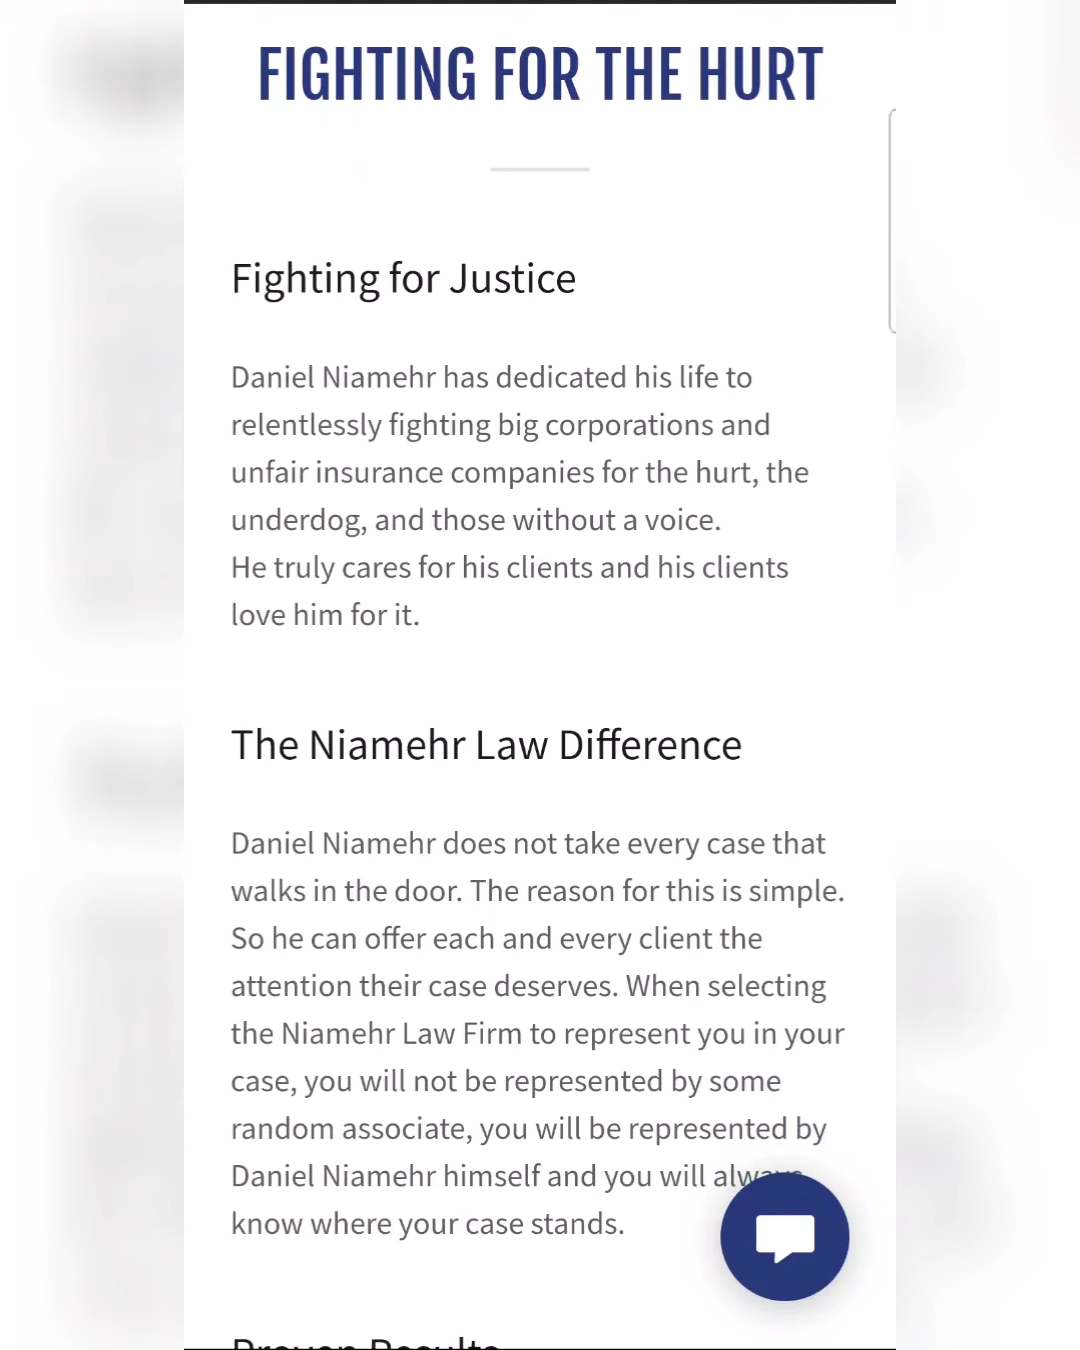 FIGHTING FOR THE HURT
Fighting for Justice
Daniel Niamehr has dedicated his life to
relentlessly fighting big corporations and
unfair insurance companies for the hurt, the
underdog, and those without a voice.
He truly cares for his clients and his clients
love him for it.
The Niamehr Law Difference
Daniel Niamehr does not take every case that
walks in the door. The reason for this is simple.
So he can offer each and every client the
attention their case deserves. When selecting
the Niamehr Law Firm to represent you in your
case, you will not be represented by some
random associate, you will be represented by
Daniel Niamehr himself and you will always
know where your case stands.
Proven Results